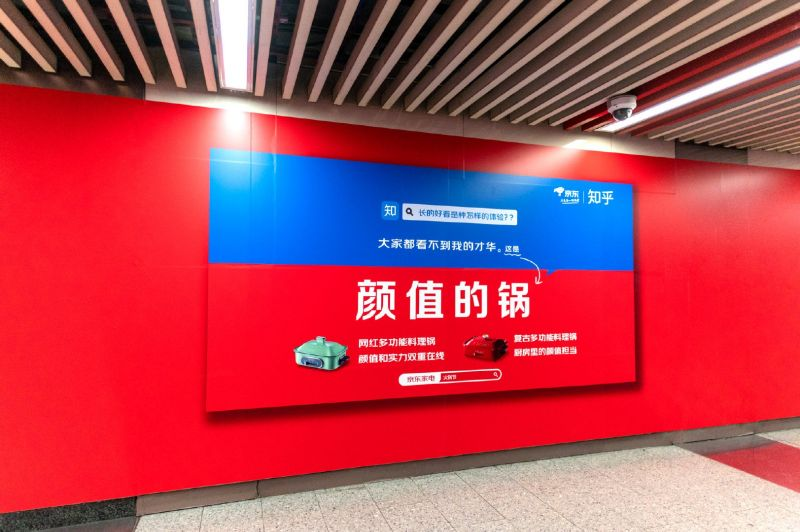 京东
知乎
知
长的好看是种怎样的体验??
大家都看不到我的才华。这是
颜值的锅
网红多功能料理锅
颜值和实力双重在线
复古多功能料理锅
厨房里的颜值担当
京东家电
火锅节